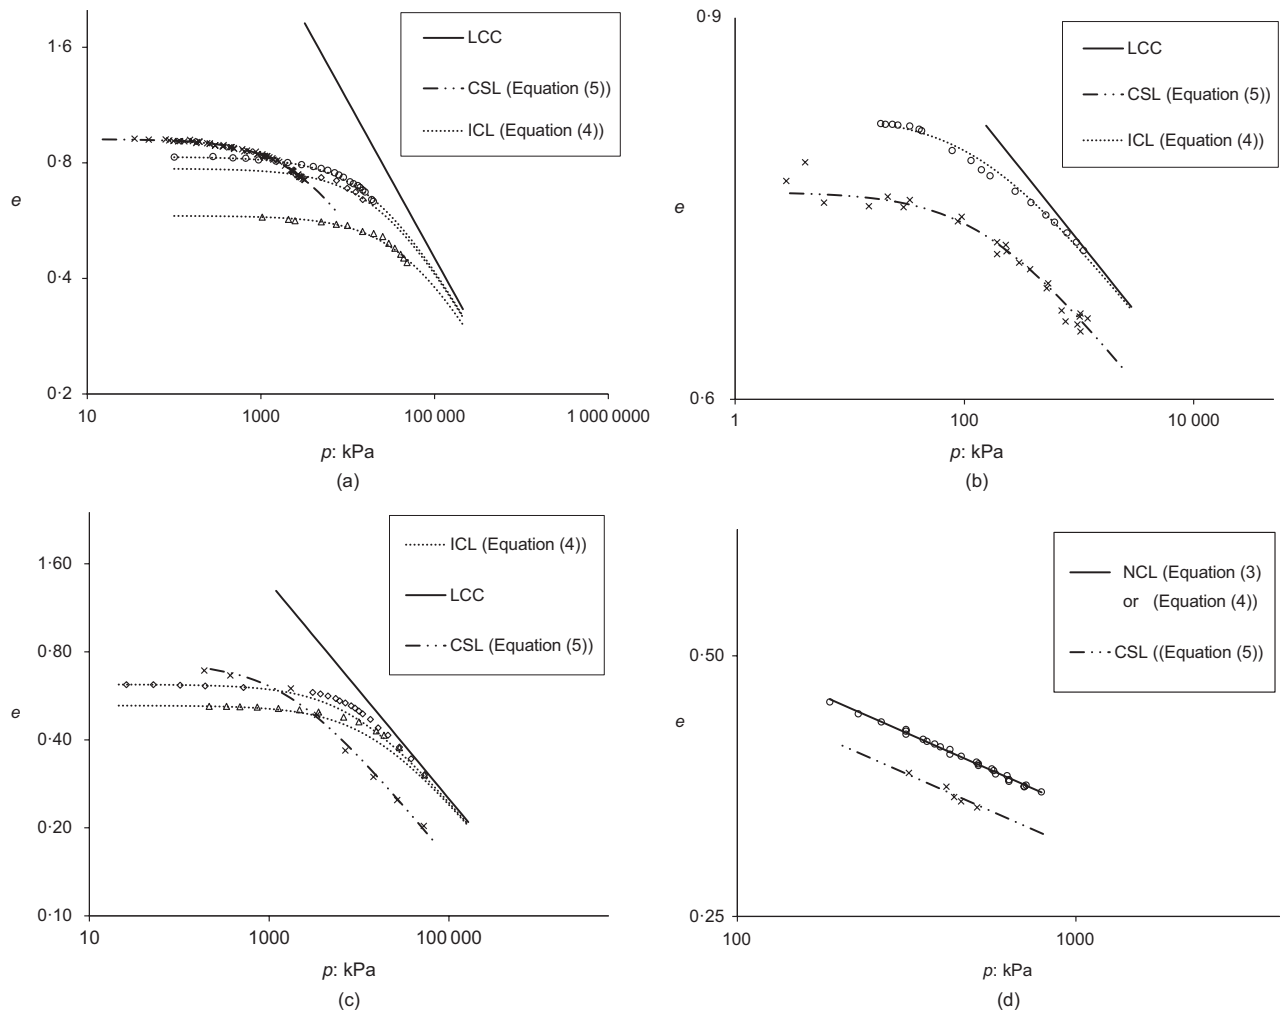 LCC
CSL (Equation (5))
ICL (Equation (4))
1·6
0·8
0·4
0·2
e
10
1000
100 000
1 000 0000
p: kPa
(a)
LCC
CSL (Equation (5))
ICL (Equation (4))
0·9
0·6
e
1
100
10 000
p: kPa
(b)
ICL (Equation (4))
LCC
CSL (Equation (5))
1·60
0·80
0·40
0·20
0·10
e
10
1000
100 000
p: kPa
(c)
NCL (Equation (3)
or (Equation (4))
CSL ((Equation (5))
0·50
0·25
e
100
1000
p: kPa
(d)